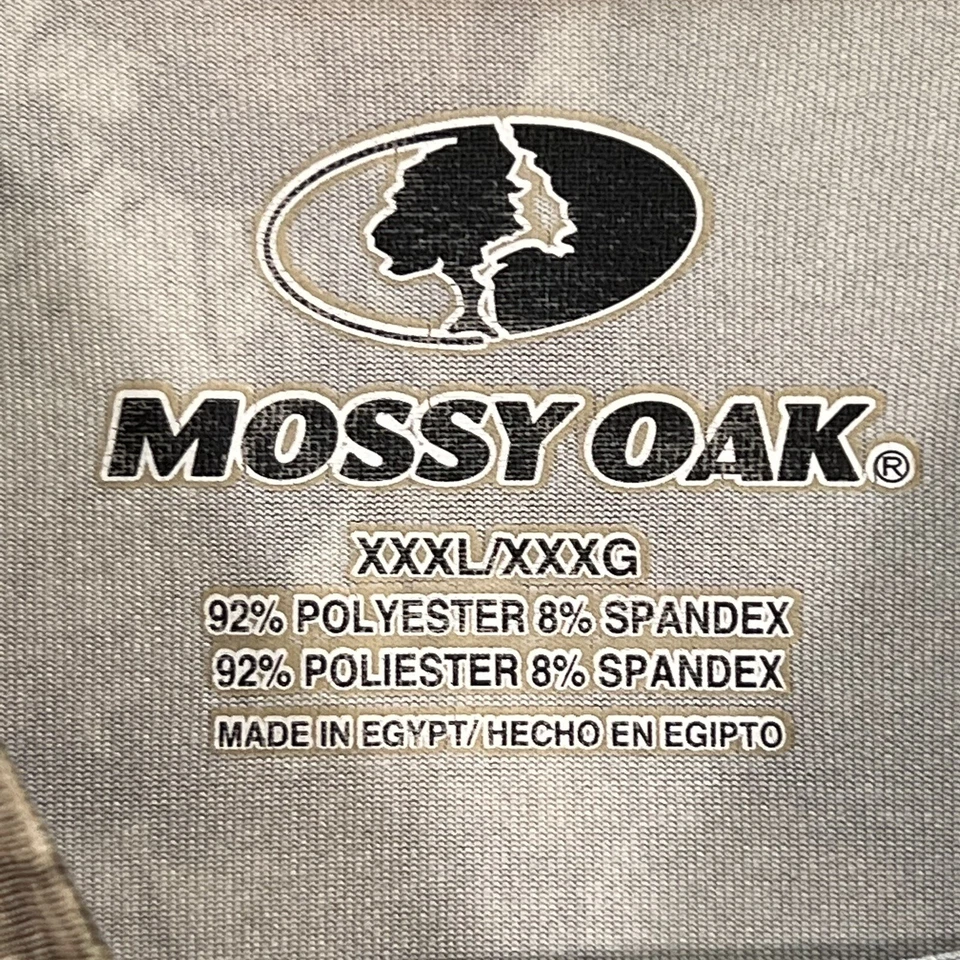 MOSSY OAK®
XXXL/XXXG
92% POLYESTER 8% SPANDEX
92% POLIESTER 8% SPANDEX
MADE IN EGYPT/HECHO EN EGIPTO